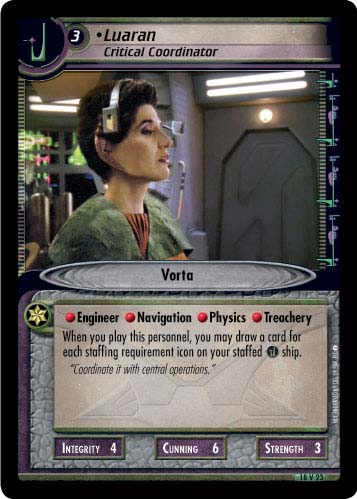 3
•Luaran
Critical Coordinator
Vorta
Engineer Navigation Physics Treachery
When you play this personnel, you may draw a card for
each staffing requirement icon on your staffed ship.
"Coordinate it with central operations."
INTEGRITY 4 CUNNING 6 STRENGTH 3
18 V 23